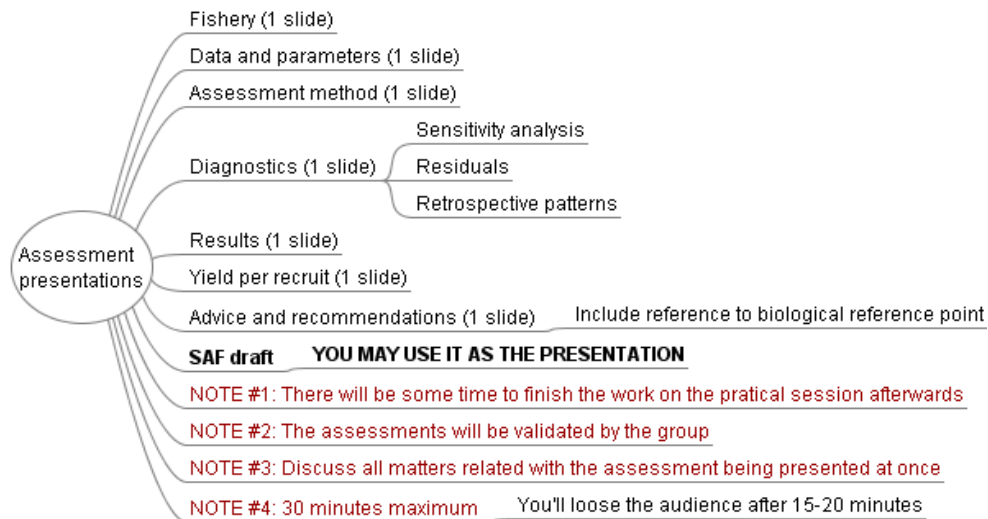 Fishery (1 slide)
Data and parameters (1 slide)
Assessment method (1 slide)
Sensitivity analysis
Diagnostics (1 slide)
Residuals
Retrospective patterns
Assessment
presentations
Results (1 slide)
Yield per recruit (1 slide)
Advice and recommendations (1 slide)
Include reference to biological reference point
SAF draft
YOU MAY USE IT AS THE PRESENTATION
NOTE #1: There will be some time to finish the work on the pratical session afterwards
NOTE #2: The assessments will be validated by the group
NOTE #3: Discuss all matters related with the assessment being presented at once
NOTE #4: 30 minutes maximum
You'll loose the audience after 15-20 minutes